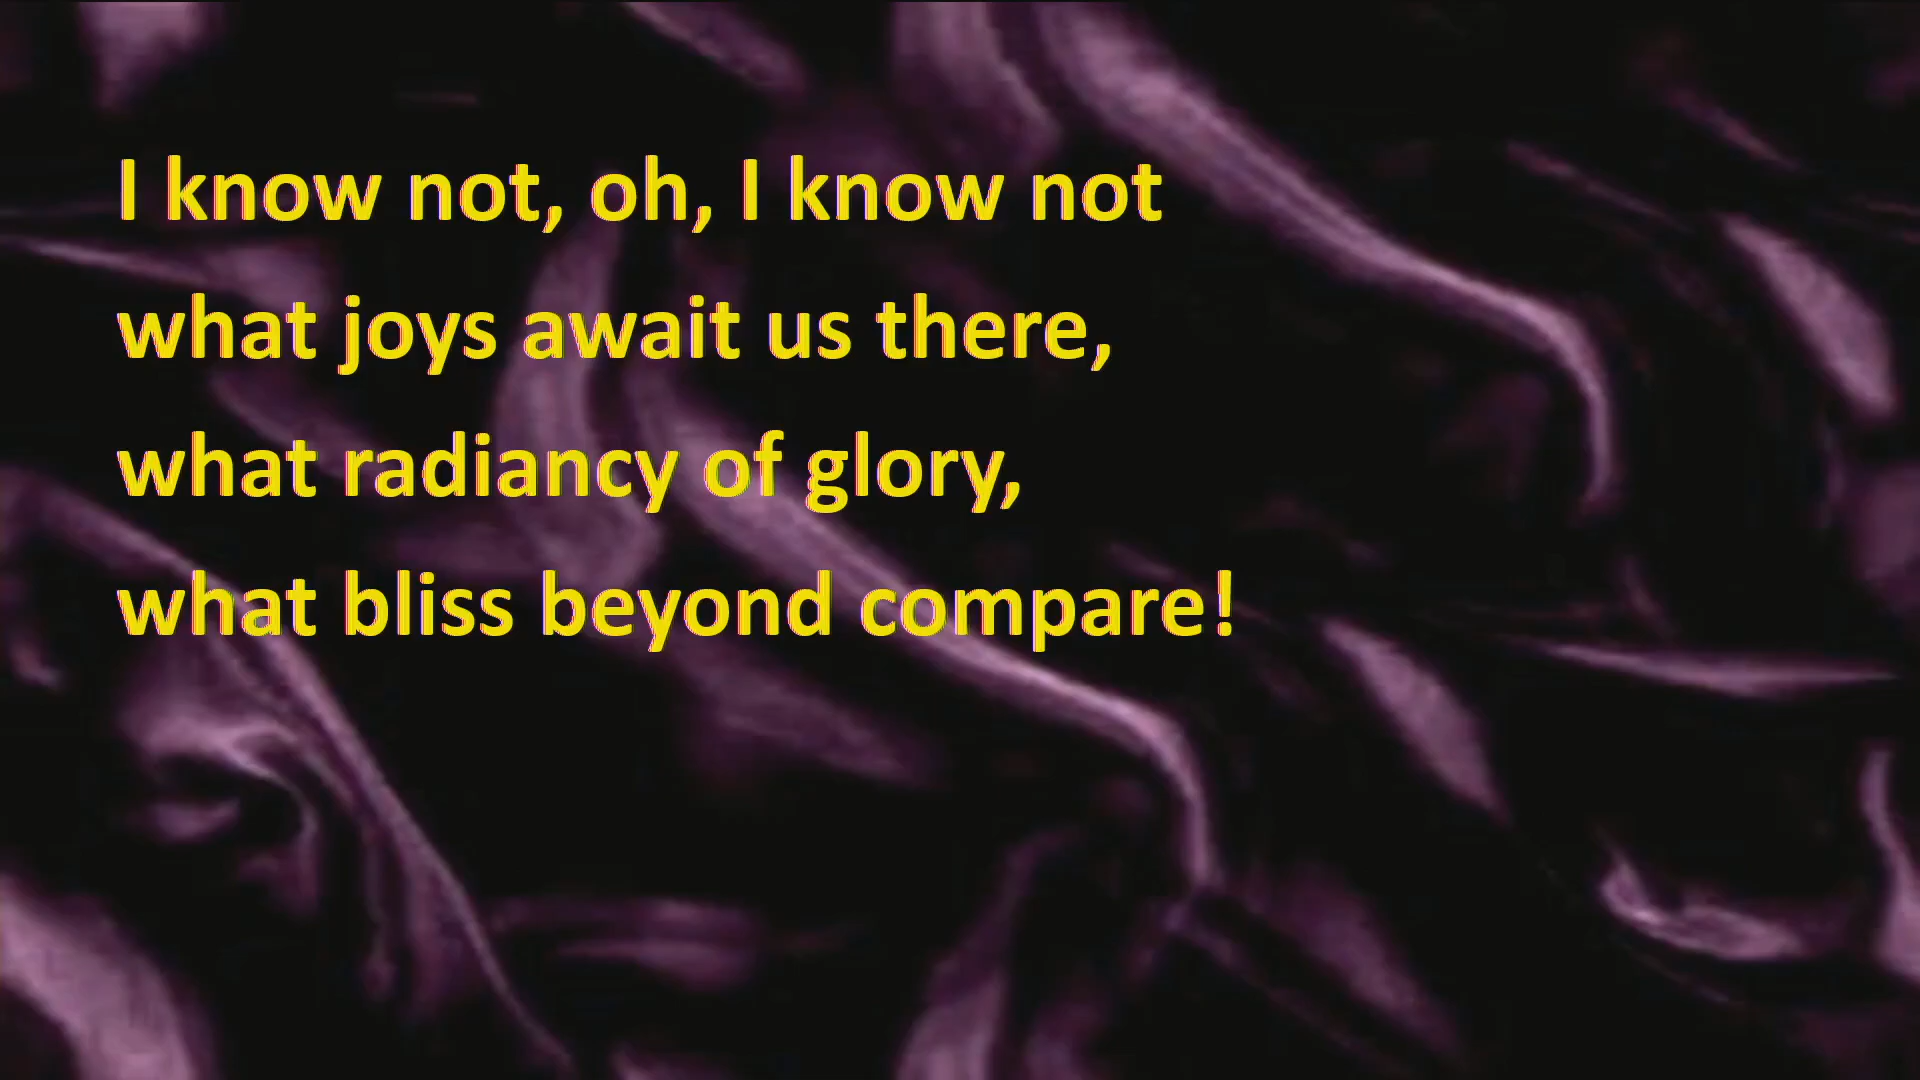 I know not, oh, I know not
what joys await us there,
what radiancy of glory,
what bliss beyond compare!